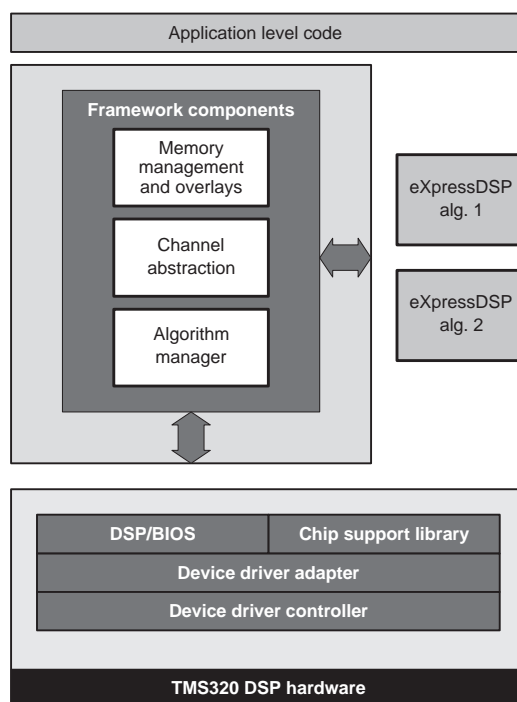 Application level code
Framework components
Memory
management
and overlays
Channel
abstraction
Algorithm
manager
eXpressDSP
alg. 1
eXpressDSP
alg. 2
DSP/BIOS
Chip support library
Device driver adapter
Device driver controller
TMS320 DSP hardware